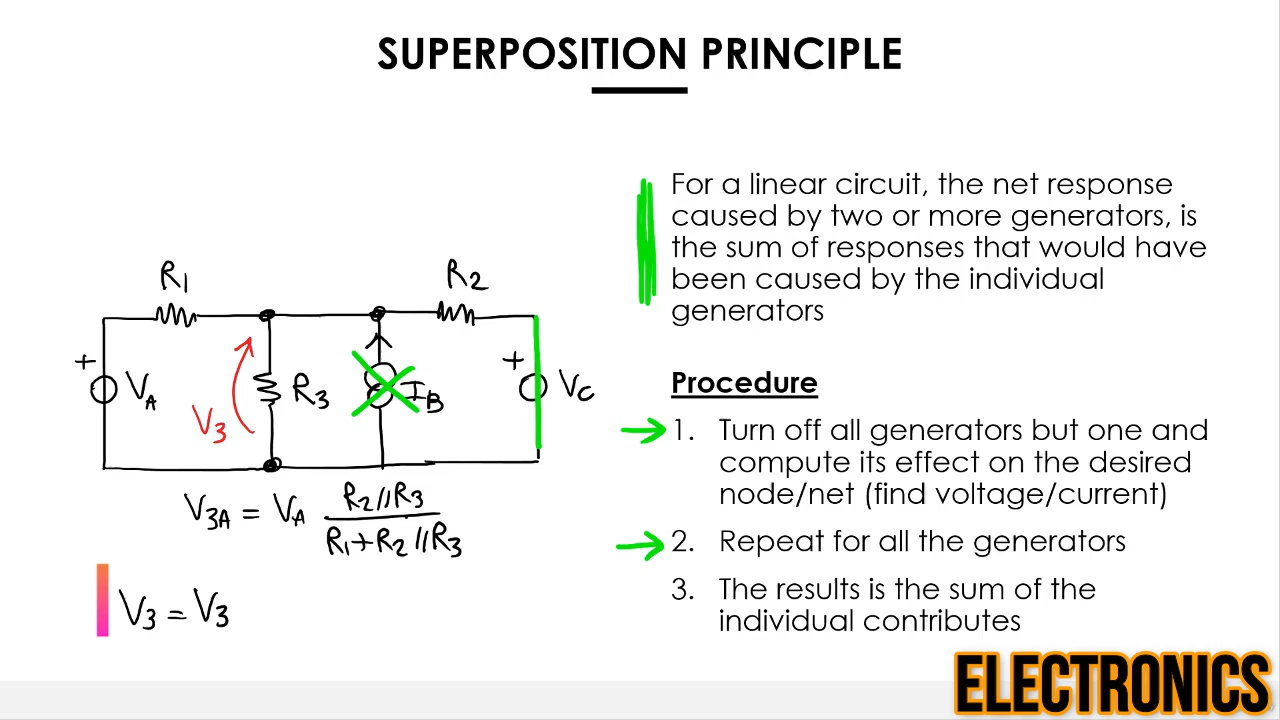 SUPERPOSITION PRINCIPLE
For a linear circuit, the net response
caused by two or more generators, is
the sum of responses that would have
been caused by the individual
generators
Procedure
1. Turn off all generators but one and
compute its effect on the desired
node/net (find voltage/current)
2. Repeat for all the generators
3. The results is the sum of the
individual contributes
R1
R2
+
VA
V3
R3
IB
+
VC
V3A = VA R2//R3
R1+R2//R3
V3 = V3
ELECTRONICS